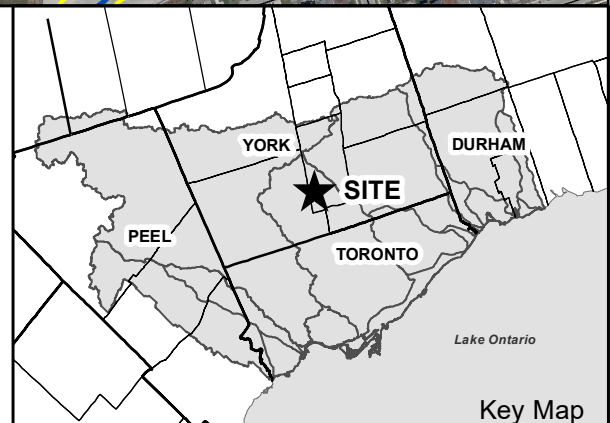 YORK
DURHAM
SITE
PEEL
TORONTO
Lake Ontario
Key Map